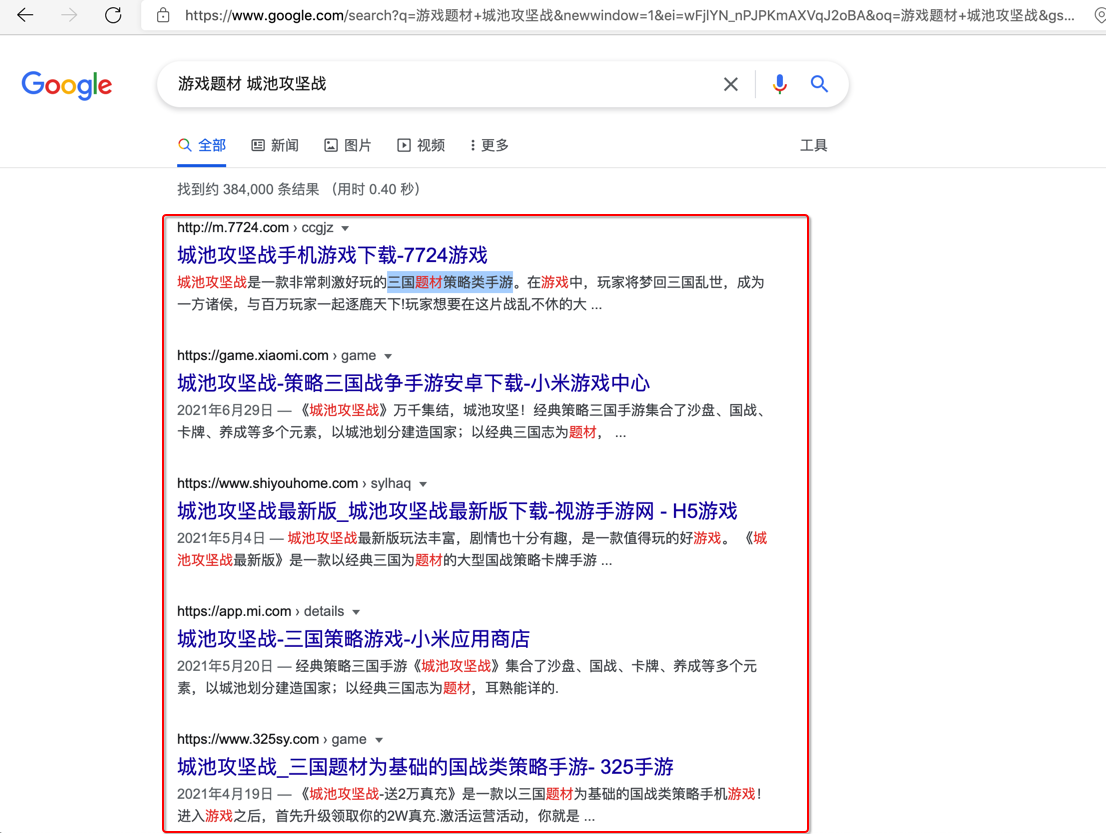 https://www.google.com/search?q=游戏题材+城池攻坚战&newwindow=1&ei=wFjlYN_nPJPKmAXVqJ2oBA&oq=游戏题材+城池攻坚战&gs...
Google
游戏题材 城池攻坚战
全部 新闻 图片 视频 更多 工具
找到约 384,000 条结果 （用时 0.40 秒）
http://m.7724.com › ccgjz
城池攻坚战手机游戏下载-7724游戏
城池攻坚战是一款非常刺激好玩的三国题材策略类手游。在游戏中，玩家将梦回三国乱世，成为
一方诸侯，与百万玩家一起逐鹿天下!玩家想要在这片战乱不休的大 ...
https://game.xiaomi.com › game
城池攻坚战-策略三国战争手游安卓下载-小米游戏中心
2021年6月29日 — 《城池攻坚战》万千集结，城池攻坚！经典策略三国手游集合了沙盘、国战、
卡牌、养成等多个元素，以城池划分建造国家；以经典三国志为题材， ...
https://www.shiyouhome.com › sylhaq
城池攻坚战最新版_城池攻坚战最新版下载-视游手游网 - H5游戏
2021年5月4日 — 城池攻坚战最新版玩法丰富，剧情也十分有趣，是一款值得玩的好游戏。 《城
池攻坚战最新版》是一款以经典三国为题材的大型国战策略卡牌手游 ...
https://app.mi.com › details
城池攻坚战-三国策略游戏-小米应用商店
2021年5月20日 — 经典策略三国手游《城池攻坚战》集合了沙盘、国战、卡牌、养成等多个元
素，以城池划分建造国家；以经典三国志为题材，耳熟能详的.
https://www.325sy.com › game
城池攻坚战_三国题材为基础的国战类策略手游- 325手游
2021年4月19日 — 《城池攻坚战-送2万真充》是一款以三国题材为基础的国战类策略手机游戏！
进入游戏之后，首先升级领取你的2W真充.激活运营活动，你就是 ...